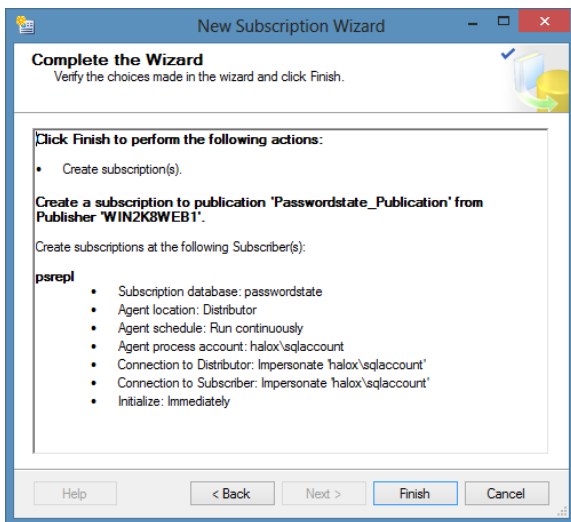 New Subscription Wizard
Complete the Wizard
Verify the choices made in the wizard and click Finish.
Click Finish to perform the following actions:
• Create subscription(s).
Create a subscription to publication 'Passwordstate_Publication' from
Publisher 'WIN2K8WEB1'.
Create subscriptions at the following Subscriber(s):
psrepl
• Subscription database: passwordstate
• Agent location: Distributor
• Agent schedule: Run continuously
• Agent process account: halox\sqlaccount
• Connection to Distributor: Impersonate 'halox\sqlaccount'
• Connection to Subscriber: Impersonate 'halox\sqlaccount'
• Initialize: Immediately
Help < Back Next > Finish Cancel